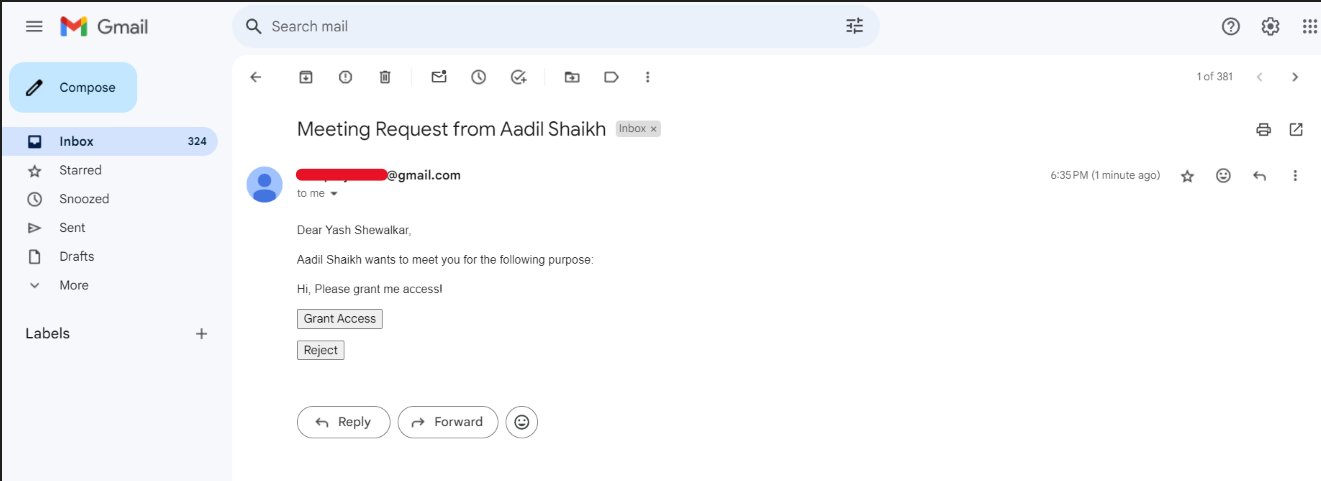 Gmail
Search mail
Compose
1 of 381
Inbox 324
Starred
Snoozed
Sent
Drafts
More
Labels
Meeting Request from Aadil Shaikh Inbox ×
@gmail.com 6:35 PM (1 minute ago)
to me
Dear Yash Shewalkar,
Aadil Shaikh wants to meet you for the following purpose:
Hi, Please grant me access!
Grant Access
Reject
Reply Forward